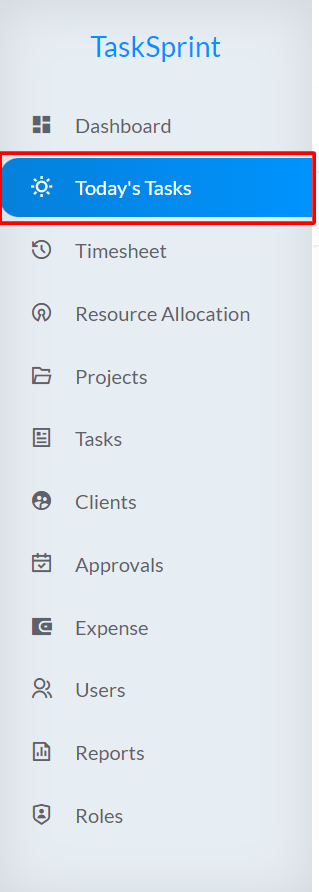 TaskSprint
Dashboard
Today's Tasks
Timesheet
Resource Allocation
Projects
Tasks
Clients
Approvals
Expense
Users
Reports
Roles